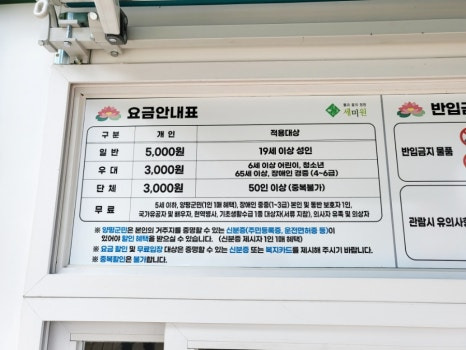 요금안내표
물과 꽃의 정원
세미원
구 분 개 인 적용대상
일 반 5,000원 19세 이상 성인
우 대 3,000원 6세 이상 어린이, 청소년
65세 이상, 장애인 경증 (4~6급)
단 체 3,000원 50인 이상 (중복불가)
무 료 5세 이하, 양평군민(1인 1매 혜택), 장애인 중증(1~3급) 본인 및 동반 보호자 1인,
국가유공자 및 배우자, 현역병사, 기초생활수급 1종 대상자(서류 지참), 의사자 유족 및 의상자
※ 양평군민은 본인의 거주지를 증명할 수 있는 신분증(주민등록증, 운전면허증 등)이
있어야 할인 혜택을 받으실 수 있습니다. (신분증 제시자 1인 1매 혜택)
※ 요금 할인 및 무료입장 대상은 증명할 수 있는 신분증 또는 복지카드를 제시해 주시기 바랍니다.
※ 중복할인은 불가합니다.
반입금지
반입금지 물품
관람시 유의사